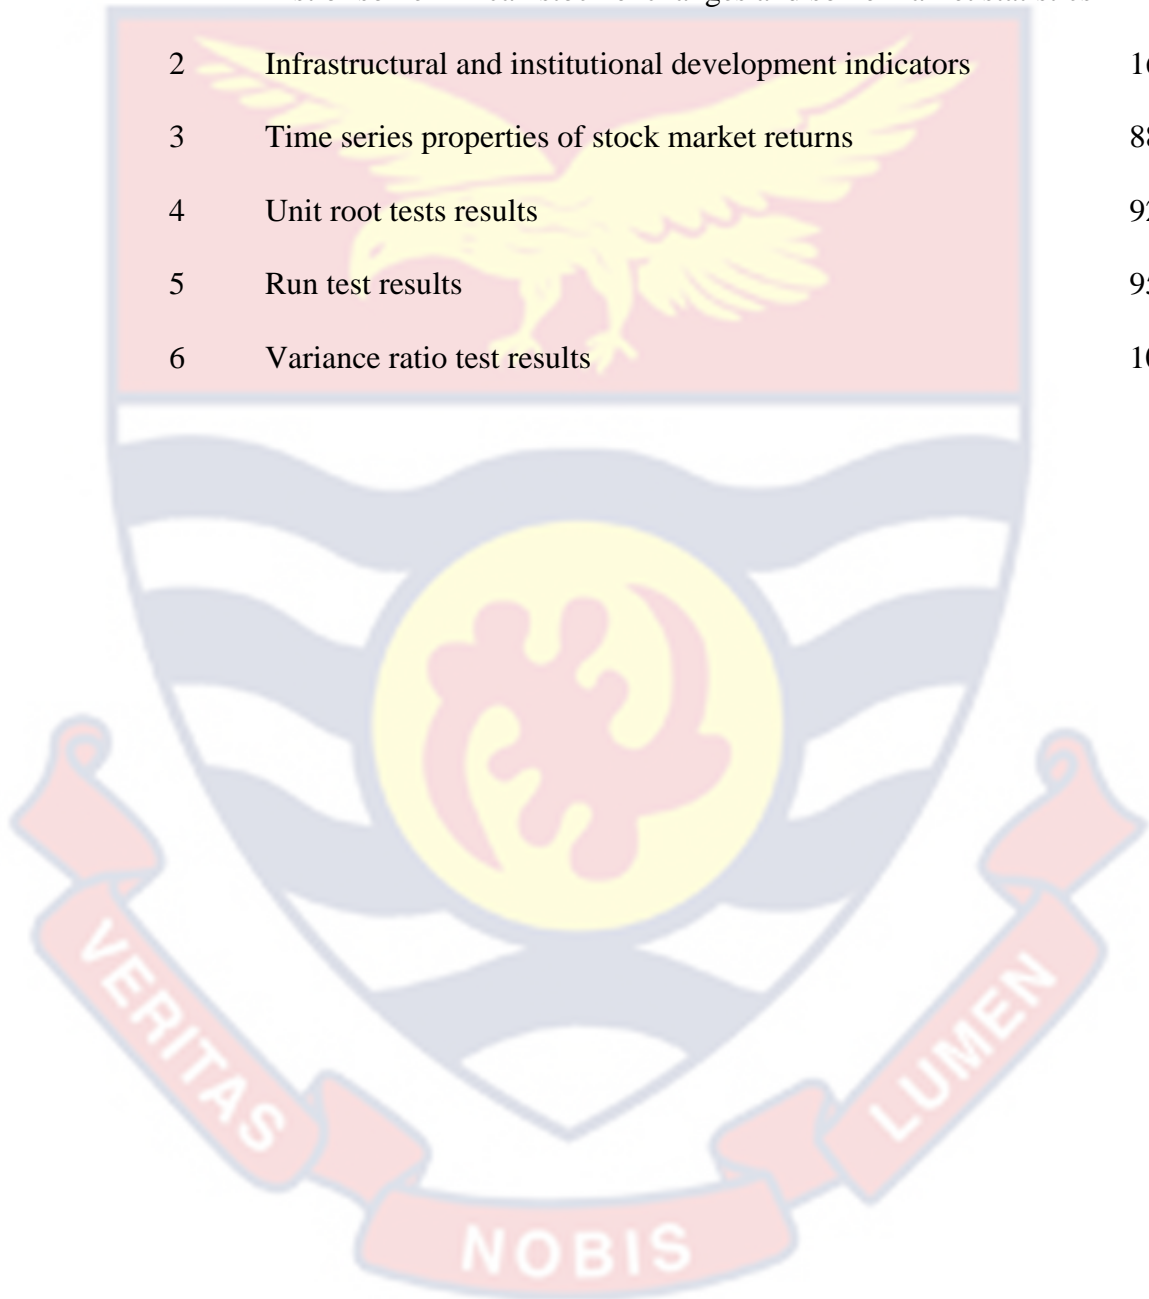 2 Infrastructural and institutional development indicators
3 Time series properties of stock market returns
4 Unit root tests results
5 Run test results
6 Variance ratio test results
VERITAS
NOBIS
LUMEN